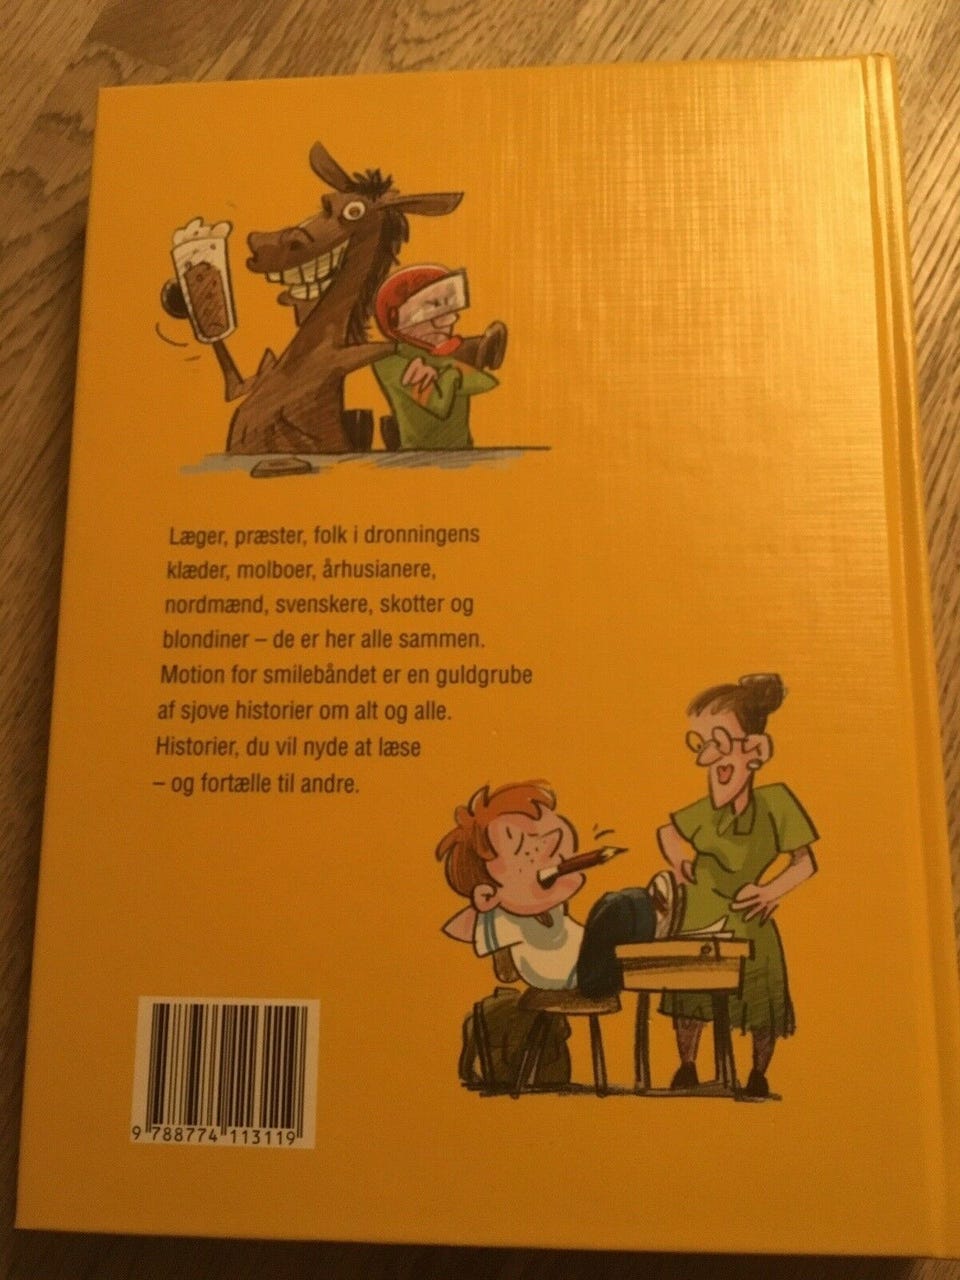 Læger, præster, folk i dronningens
klæder, molboer, århusianere,
nordmænd, svenskere, skotter og
blondiner – de er her alle sammen.
Motion for smilebåndet er en guldgrube
af sjove historier om alt og alle.
Historier, du vil nyde at læse
– og fortælle til andre.
9 788774 113119